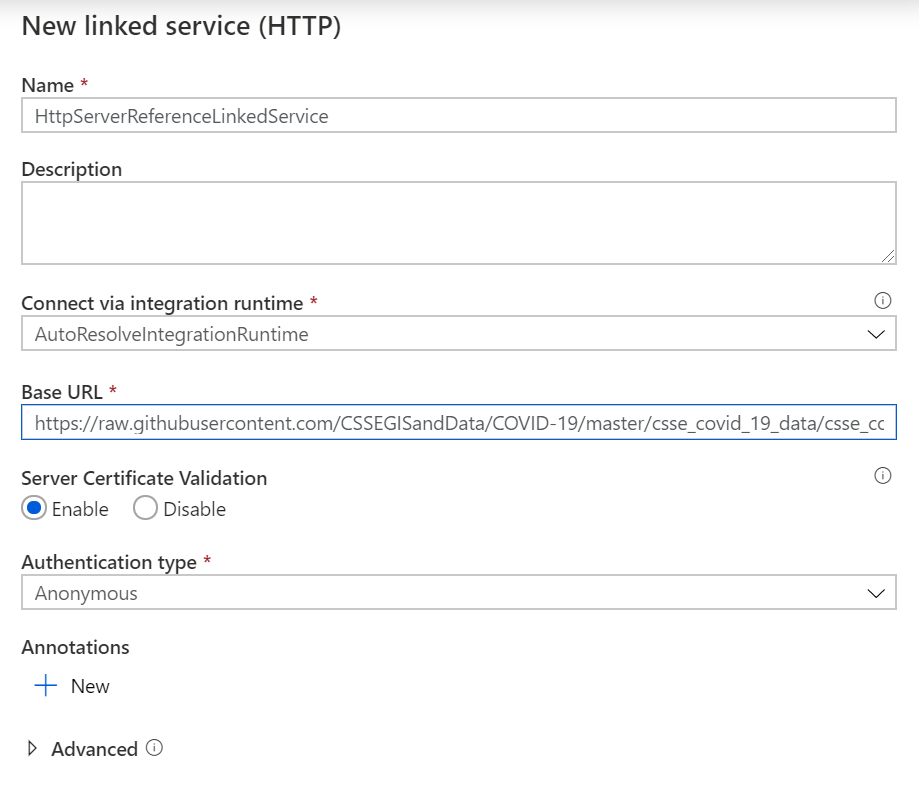 New linked service (HTTP)
Name *
HttpServerReferenceLinkedService
Description
Connect via integration runtime *
AutoResolveIntegrationRuntime
Base URL *
https://raw.githubusercontent.com/CSSEGISandData/COVID-19/master/csse_covid_19_data/csse_cc
Server Certificate Validation
Enable Disable
Authentication type *
Anonymous
Annotations
New
Advanced